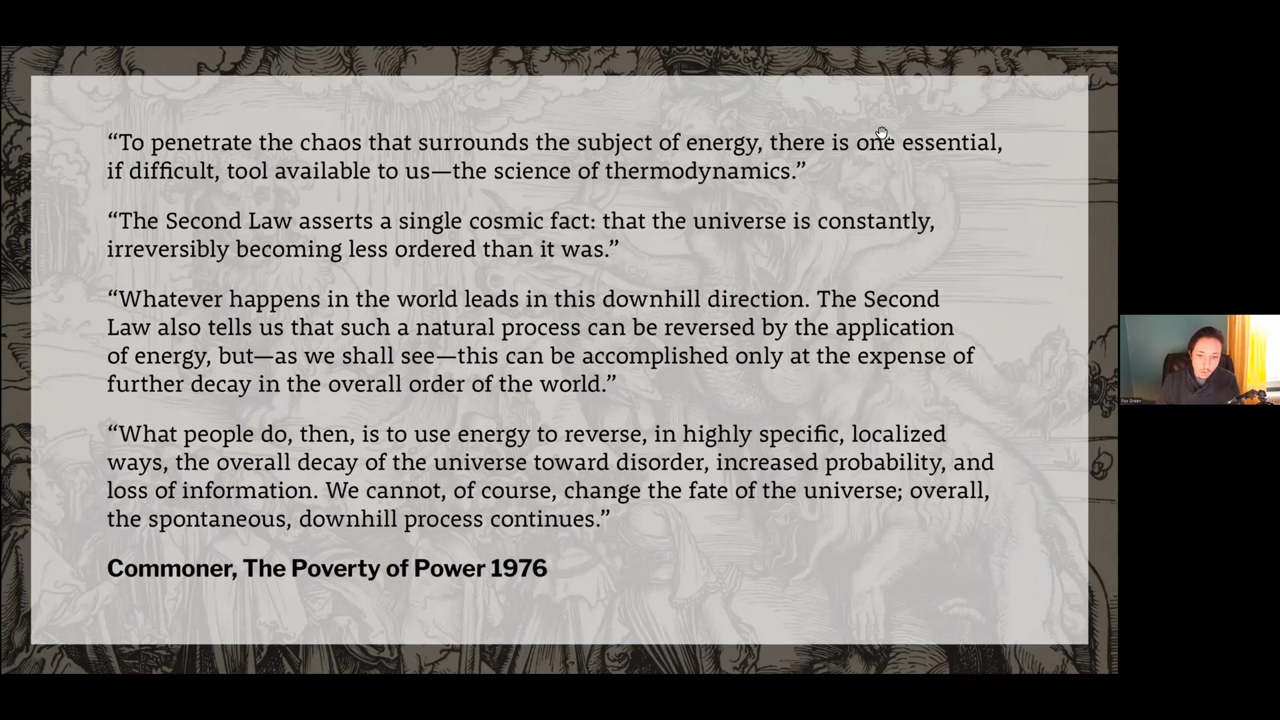 “To penetrate the chaos that surrounds the subject of energy, there is one essential,
if difficult, tool available to us—the science of thermodynamics.”
“The Second Law asserts a single cosmic fact: that the universe is constantly,
irreversibly becoming less ordered than it was.”
“Whatever happens in the world leads in this downhill direction. The Second
Law also tells us that such a natural process can be reversed by the application
of energy, but—as we shall see—this can be accomplished only at the expense of
further decay in the overall order of the world.”
“What people do, then, is to use energy to reverse, in highly specific, localized
ways, the overall decay of the universe toward disorder, increased probability, and
loss of information. We cannot, of course, change the fate of the universe; overall,
the spontaneous, downhill process continues.”
Commoner, The Poverty of Power 1976